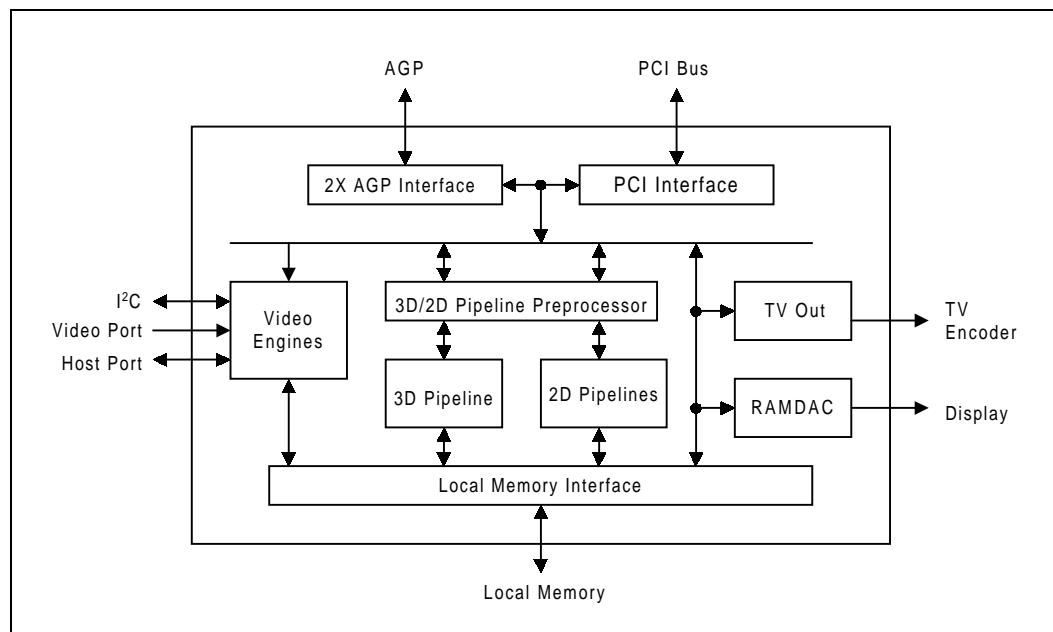 AGP
PCI Bus
2X AGP Interface
PCI Interface
I²C
Video Port
Host Port
Video
Engines
3D/2D Pipeline Preprocessor
3D Pipeline
2D Pipelines
TV Out
TV
Encoder
RAMDAC
Display
Local Memory Interface
Local Memory